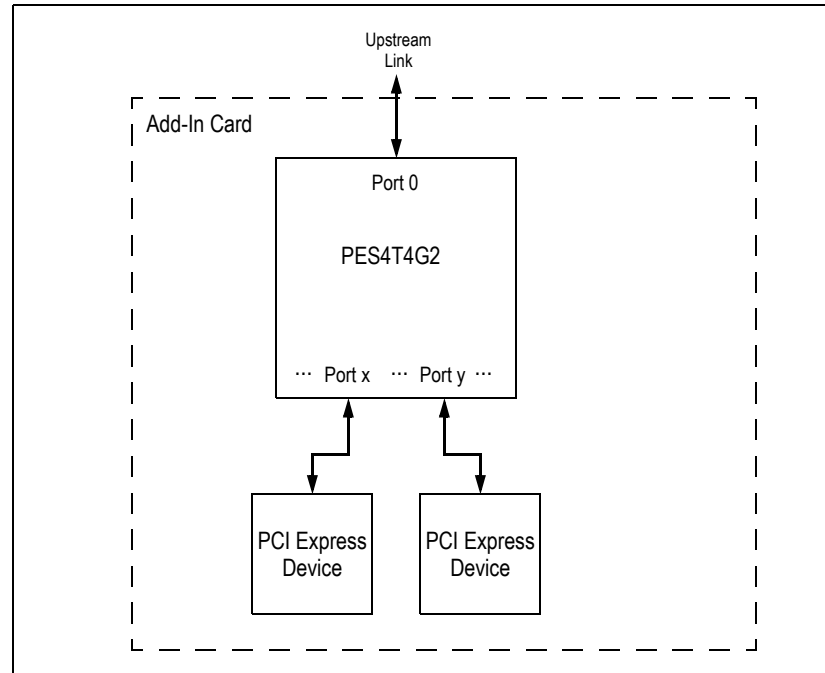 Upstream
Link
Add-In Card
Port 0
PES4T4G2
··· Port x ··· Port y ···
PCI Express
Device
PCI Express
Device